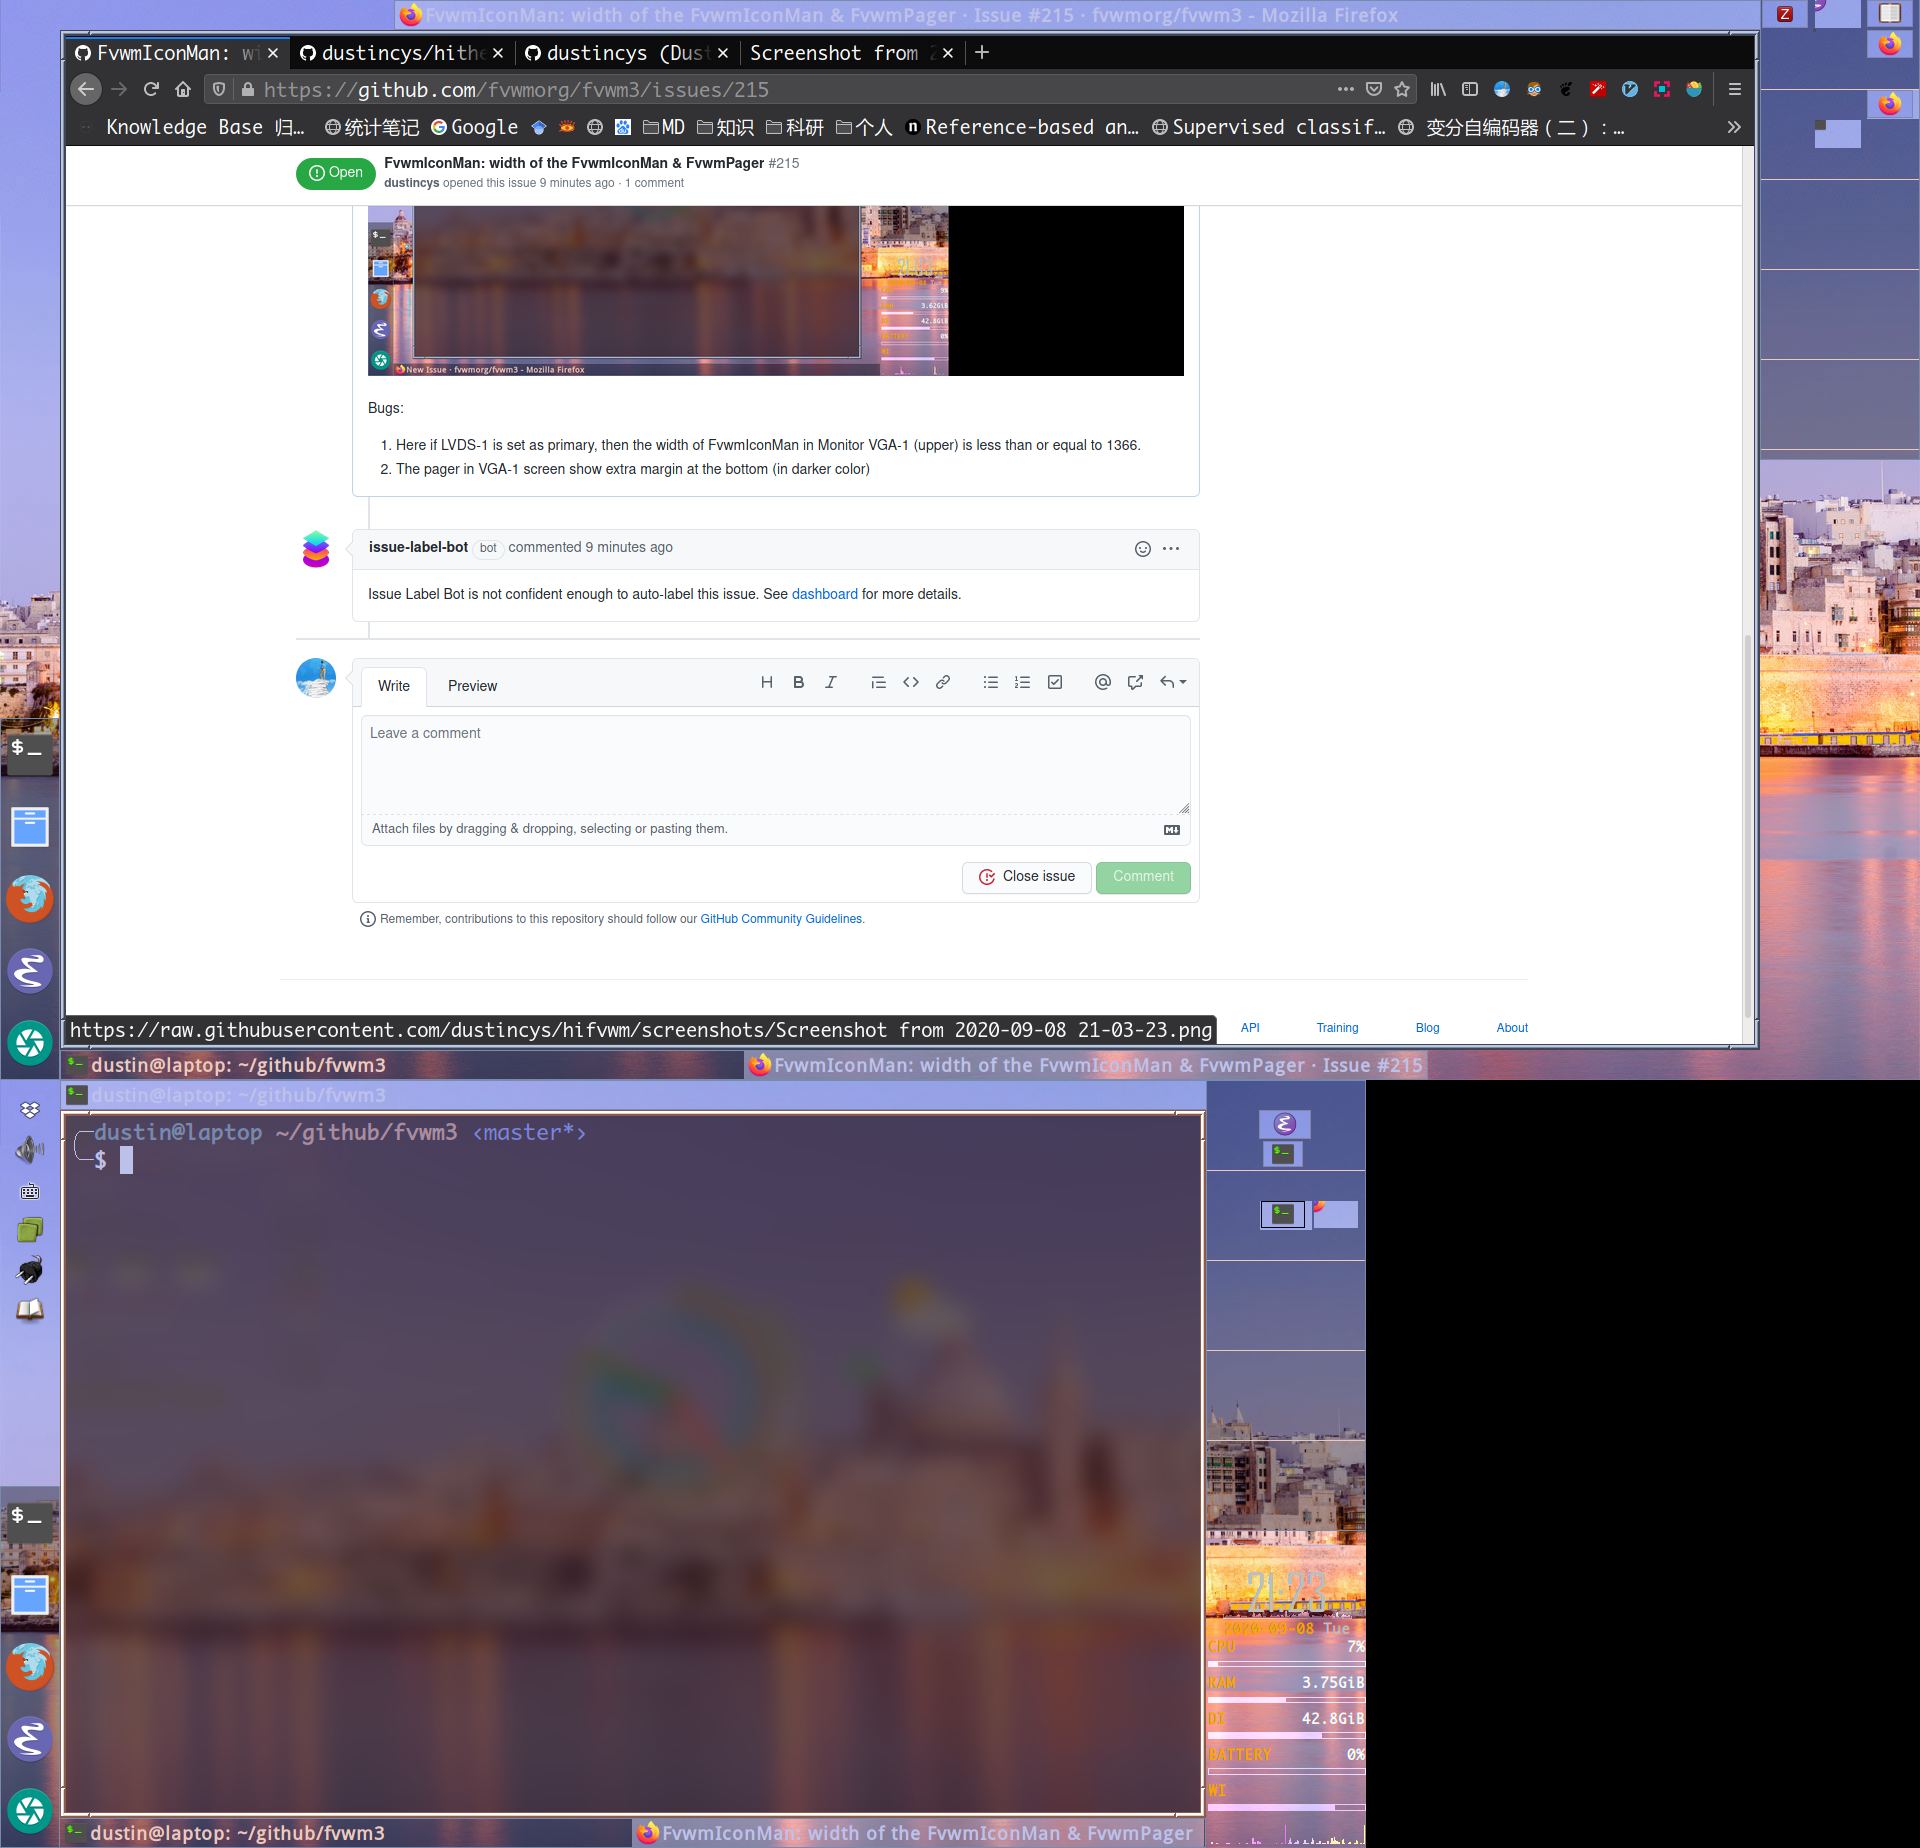 FvwmIconMan: width of the FvwmIconMan & FvwmPager · Issue #215 · fvwmorg/fvwm3 - Mozilla Firefox
Z
FvwmIconMan: wi
dustincys/hithe
dustincys (Dust
Screenshot from 2
https://github.com/fvwmorg/fvwm3/issues/215
Knowledge Base 归…
统计笔记
Google
MD
知识
科研
个人
Reference-based an…
Supervised classif…
变分自编码器（二）：…
Open
FvwmIconMan: width of the FvwmIconMan & FvwmPager #215
dustincys opened this issue 9 minutes ago · 1 comment
$_
3.62GiB
42.8GiB
0%
New Issue · fvwmorg/fvwm3 - Mozilla Firefox
Bugs:
1. Here if LVDS-1 is set as primary, then the width of FvwmIconMan in Monitor VGA-1 (upper) is less than or equal to 1366.
2. The pager in VGA-1 screen show extra margin at the bottom (in darker color)
issue-label-bot bot commented 9 minutes ago
Issue Label Bot is not confident enough to auto-label this issue. See dashboard for more details.
Write
Preview
H B I
Leave a comment
Attach files by dragging & dropping, selecting or pasting them.
Close issue
Comment
Remember, contributions to this repository should follow our GitHub Community Guidelines.
$_
https://raw.githubusercontent.com/dustincys/hifvwm/screenshots/Screenshot from 2020-09-08 21-03-23.png
API
Training
Blog
About
dustin@laptop: ~/github/fvwm3
FvwmIconMan: width of the FvwmIconMan & FvwmPager · Issue #215
dustin@laptop: ~/github/fvwm3
dustin@laptop ~/github/fvwm3 ‹master*›
$
$_
21:23
2020-09-08 Tue
CPU 7%
RAM 3.75GiB
DI 42.8GiB
BATTERY 0%
WI
dustin@laptop: ~/github/fvwm3
FvwmIconMan: width of the FvwmIconMan & FvwmPager